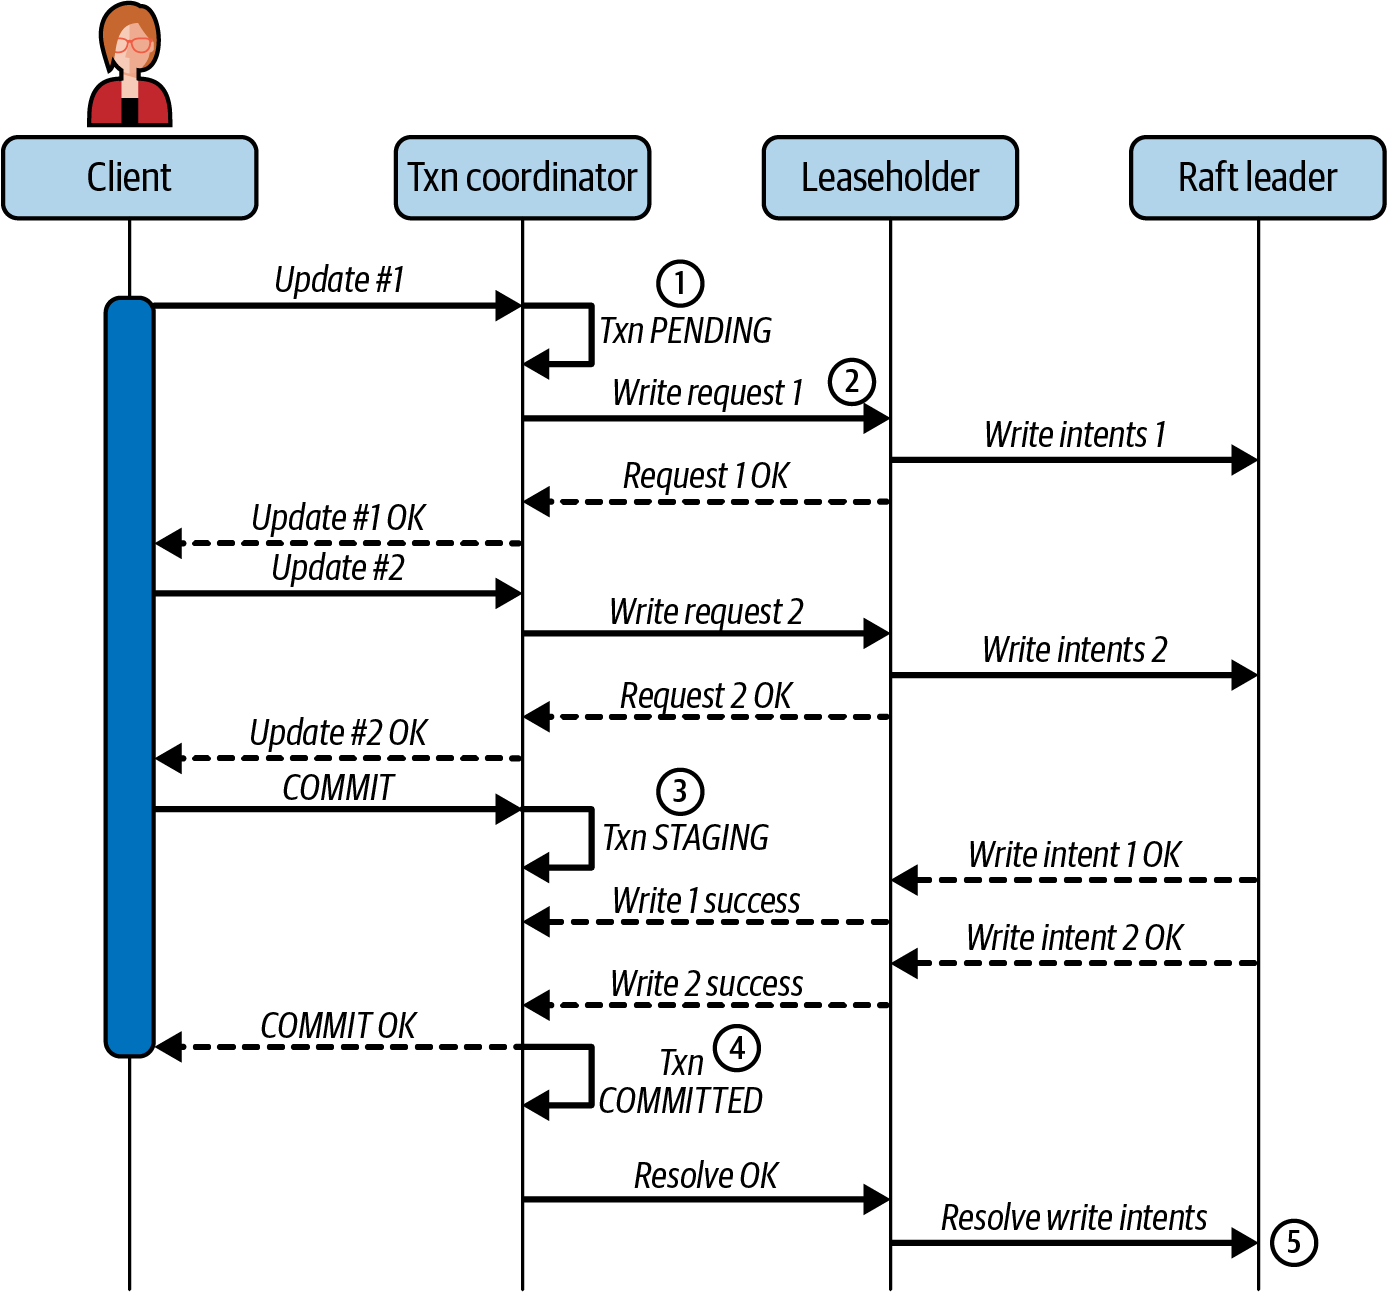 Client
Txn coordinator
Leaseholder
Raft leader
Update #1
1
Txn PENDING
Write request 1
2
Write intents 1
Request 1 OK
Update #1 OK
Update #2
Write request 2
Write intents 2
Request 2 OK
Update #2 OK
COMMIT
3
Txn STAGING
Write intent 1 OK
Write 1 success
Write intent 2 OK
Write 2 success
COMMIT OK
4
Txn
COMMITTED
Resolve OK
Resolve write intents
5